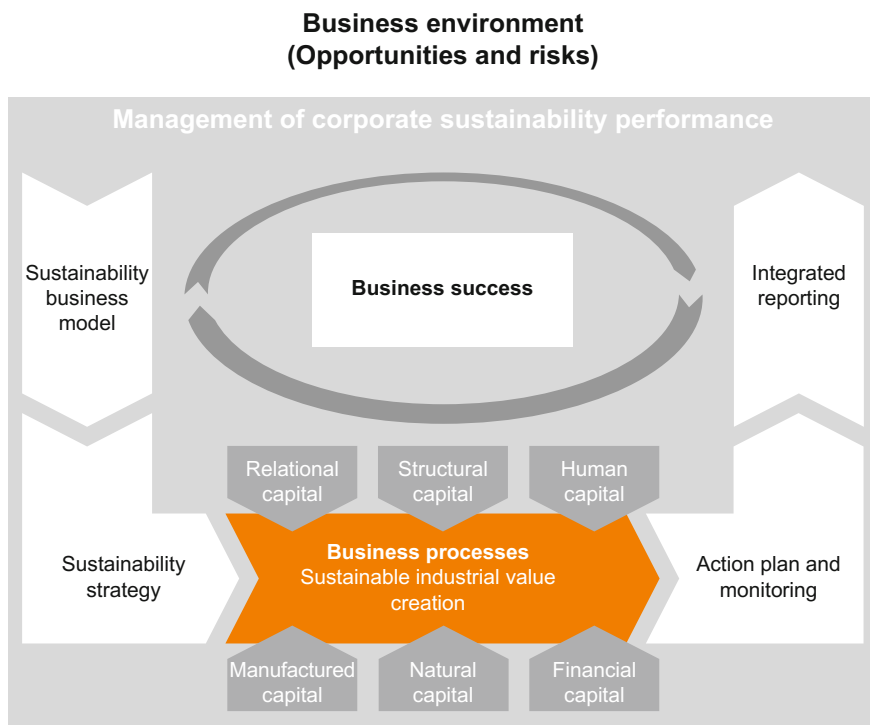 Business environment
(Opportunities and risks)
Management of corporate sustainability performance
Sustainability
business
model
Business success
Integrated
reporting
Relational
capital
Structural
capital
Human
capital
Sustainability
strategy
Business processes
Sustainable industrial value
creation
Action plan and
monitoring
Manufactured
capital
Natural
capital
Financial
capital